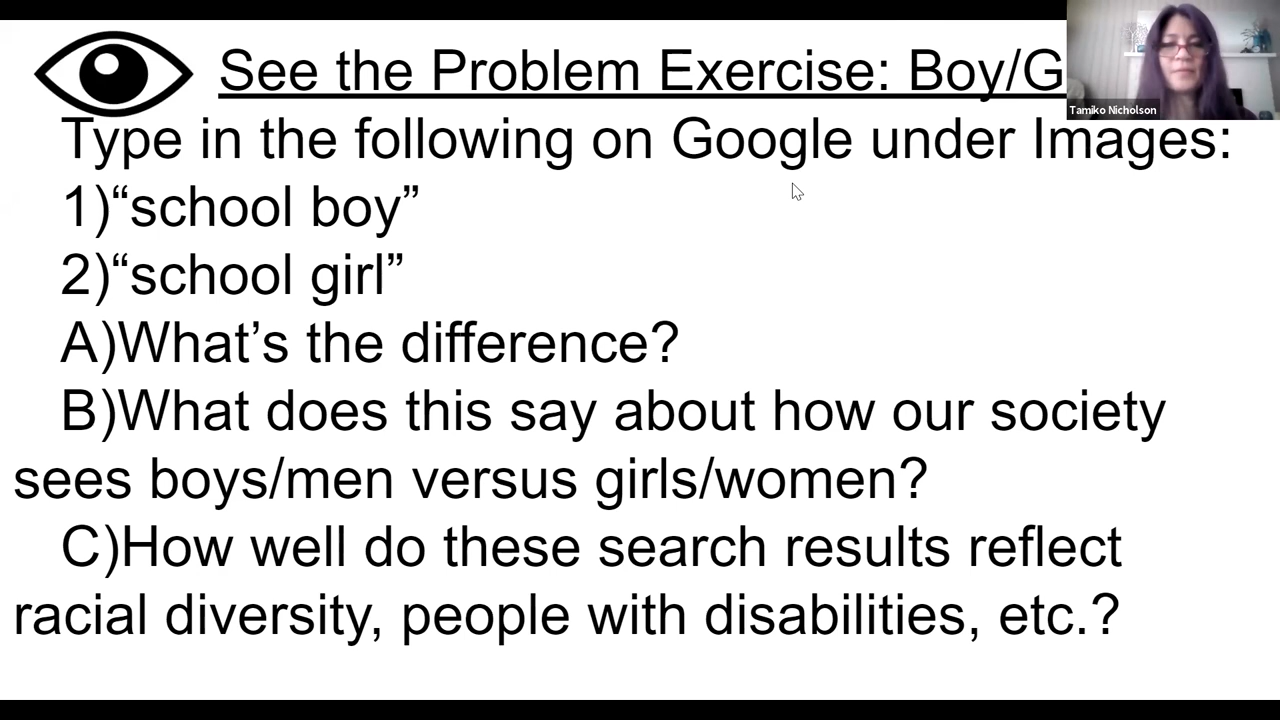 See the Problem Exercise: Boy/G
Tamiko Nicholson
Type in the following on Google under Images:
1)“school boy”
2)“school girl”
A)What’s the difference?
B)What does this say about how our society
sees boys/men versus girls/women?
C)How well do these search results reflect
racial diversity, people with disabilities, etc.?